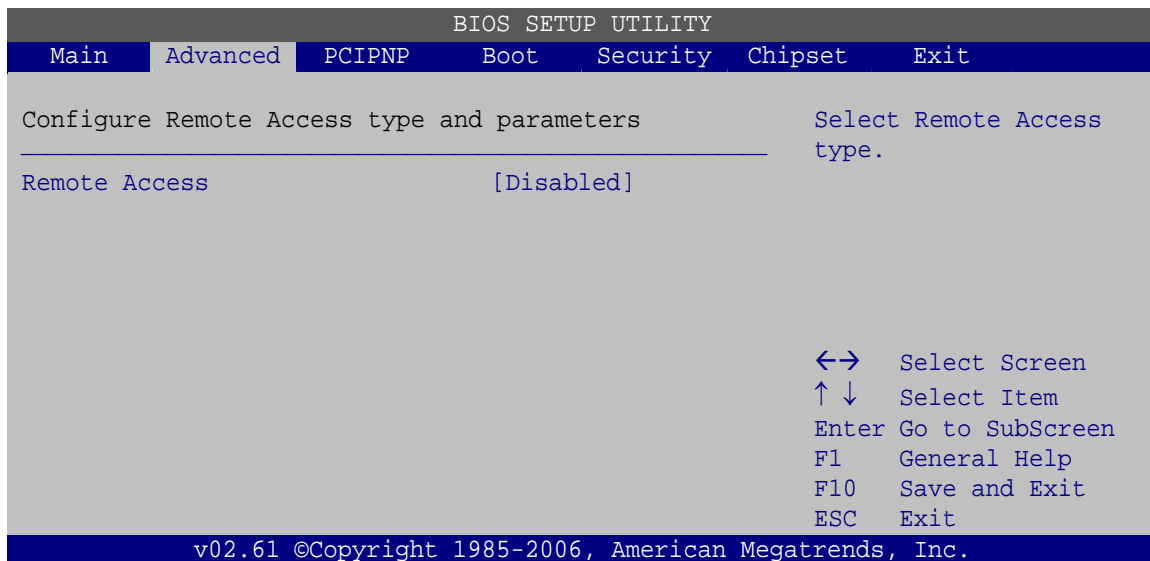 BIOS SETUP UTILITY
Main Advanced PCIPNP Boot Security Chipset Exit
Configure Remote Access type and parameters
Remote Access [Disabled]
Select Remote Access
type.
←→ Select Screen
↑ ↓ Select Item
Enter Go to SubScreen
F1 General Help
F10 Save and Exit
ESC Exit
v02.61 ©Copyright 1985-2006, American Megatrends, Inc.